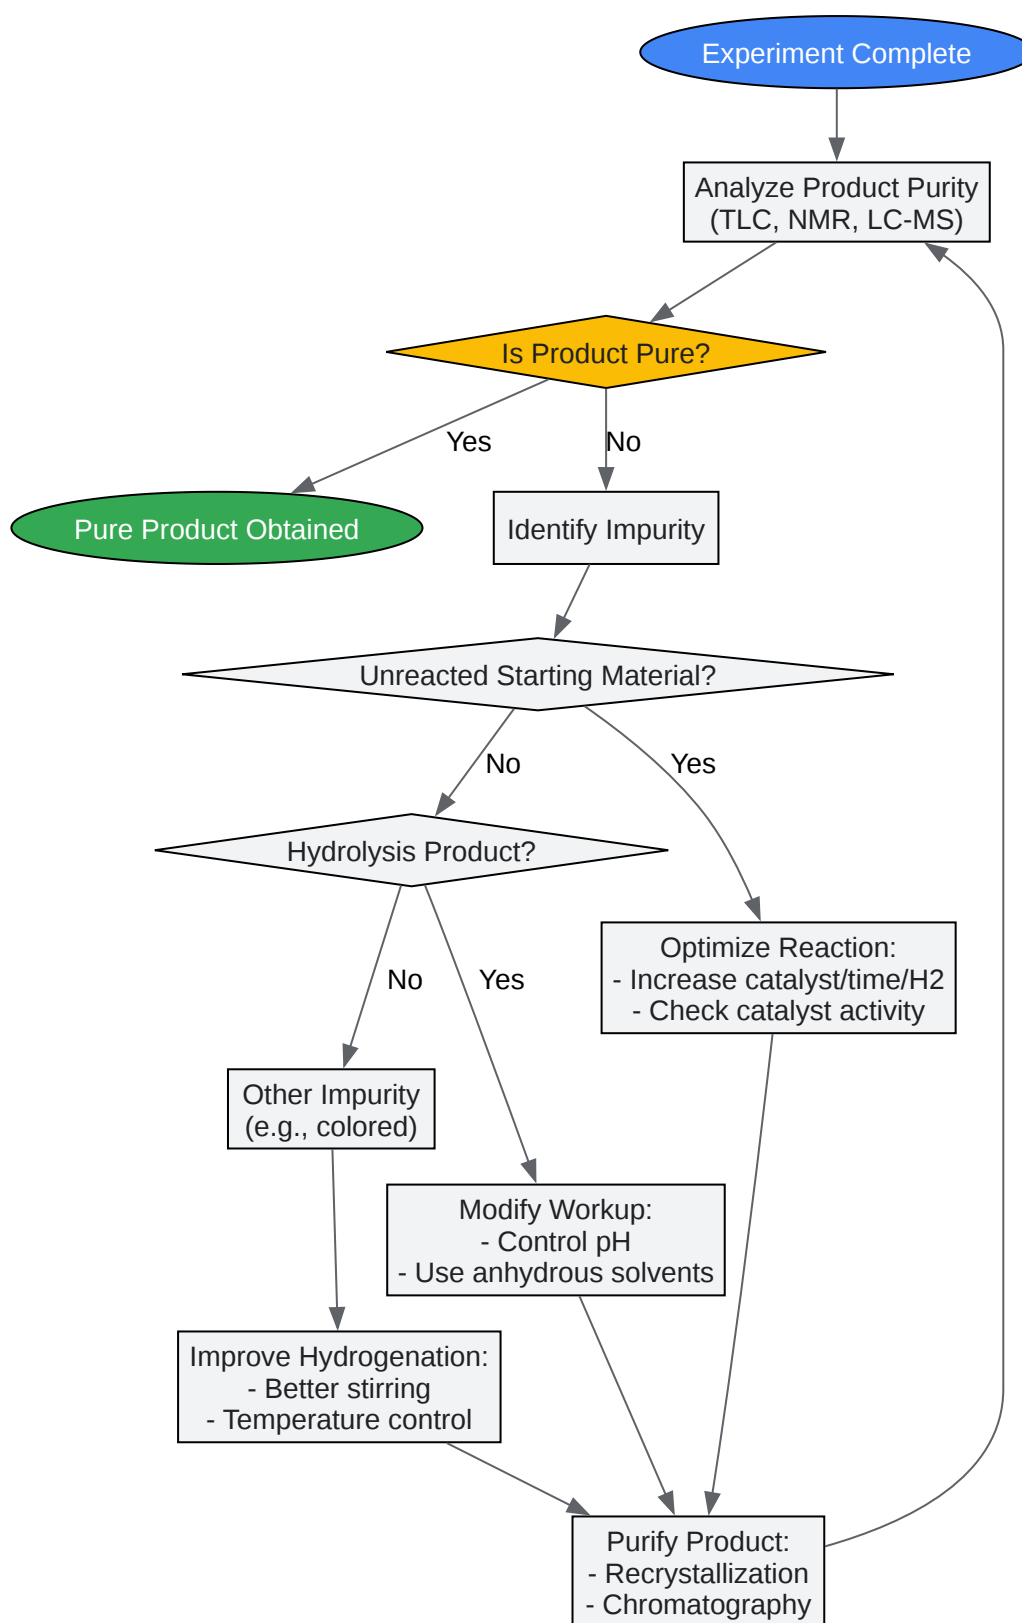 Experiment Complete
Analyze Product Purity
(TLC, NMR, LC-MS)
Is Product Pure?
Yes
No
Pure Product Obtained
Identify Impurity
Unreacted Starting Material?
No
Yes
Hydrolysis Product?
No
Yes
Optimize Reaction:
- Increase catalyst/time/H2
- Check catalyst activity
Other Impurity
(e.g., colored)
Modify Workup:
- Control pH
- Use anhydrous solvents
Improve Hydrogenation:
- Better stirring
- Temperature control
Purify Product:
- Recrystallization
- Chromatography